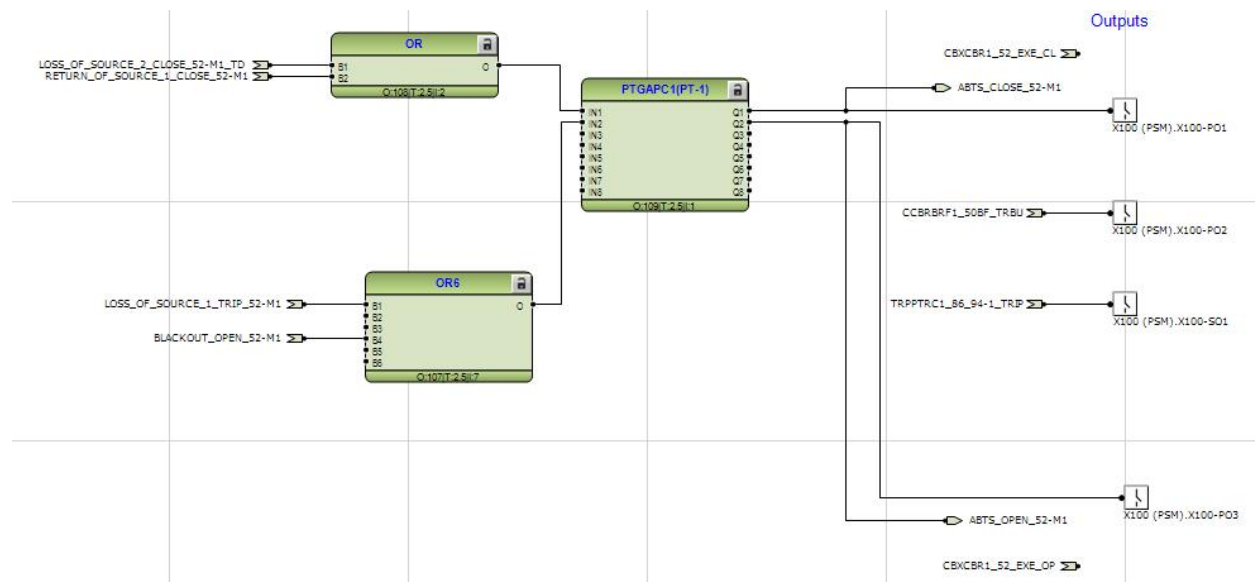 Outputs
OR
CBXCBR1_52_EXE_CL
LOSS_OF_SOURCE_2_CLOSE_52-M1_TD
B1
O
RETURN_OF_SOURCE_1_CLOSE_52-M1
B2
O:108|T:2.5|I:2
PTGAPC1(PT-1)
ABTS_CLOSE_52-M1
IN1
Q1
IN2
Q2
IN3
Q3
IN4
Q4
IN5
Q5
IN6
Q6
IN7
Q7
IN8
Q8
O:109|T:2.5|I:1
X100 (PSM).X100-PO1
CCBRBRF1_50BF_TRBU
X100 (PSM).X100-PO2
OR6
LOSS_OF_SOURCE_1_TRIP_52-M1
B1
O
B2
B3
BLACKOUT_OPEN_52-M1
B4
B5
B6
O:107|T:2.5|I:7
TRPPTRC1_86_94-1_TRIP
X100 (PSM).X100-SO1
X100 (PSM).X100-PO3
ABTS_OPEN_52-M1
CBXCBR1_52_EXE_OP